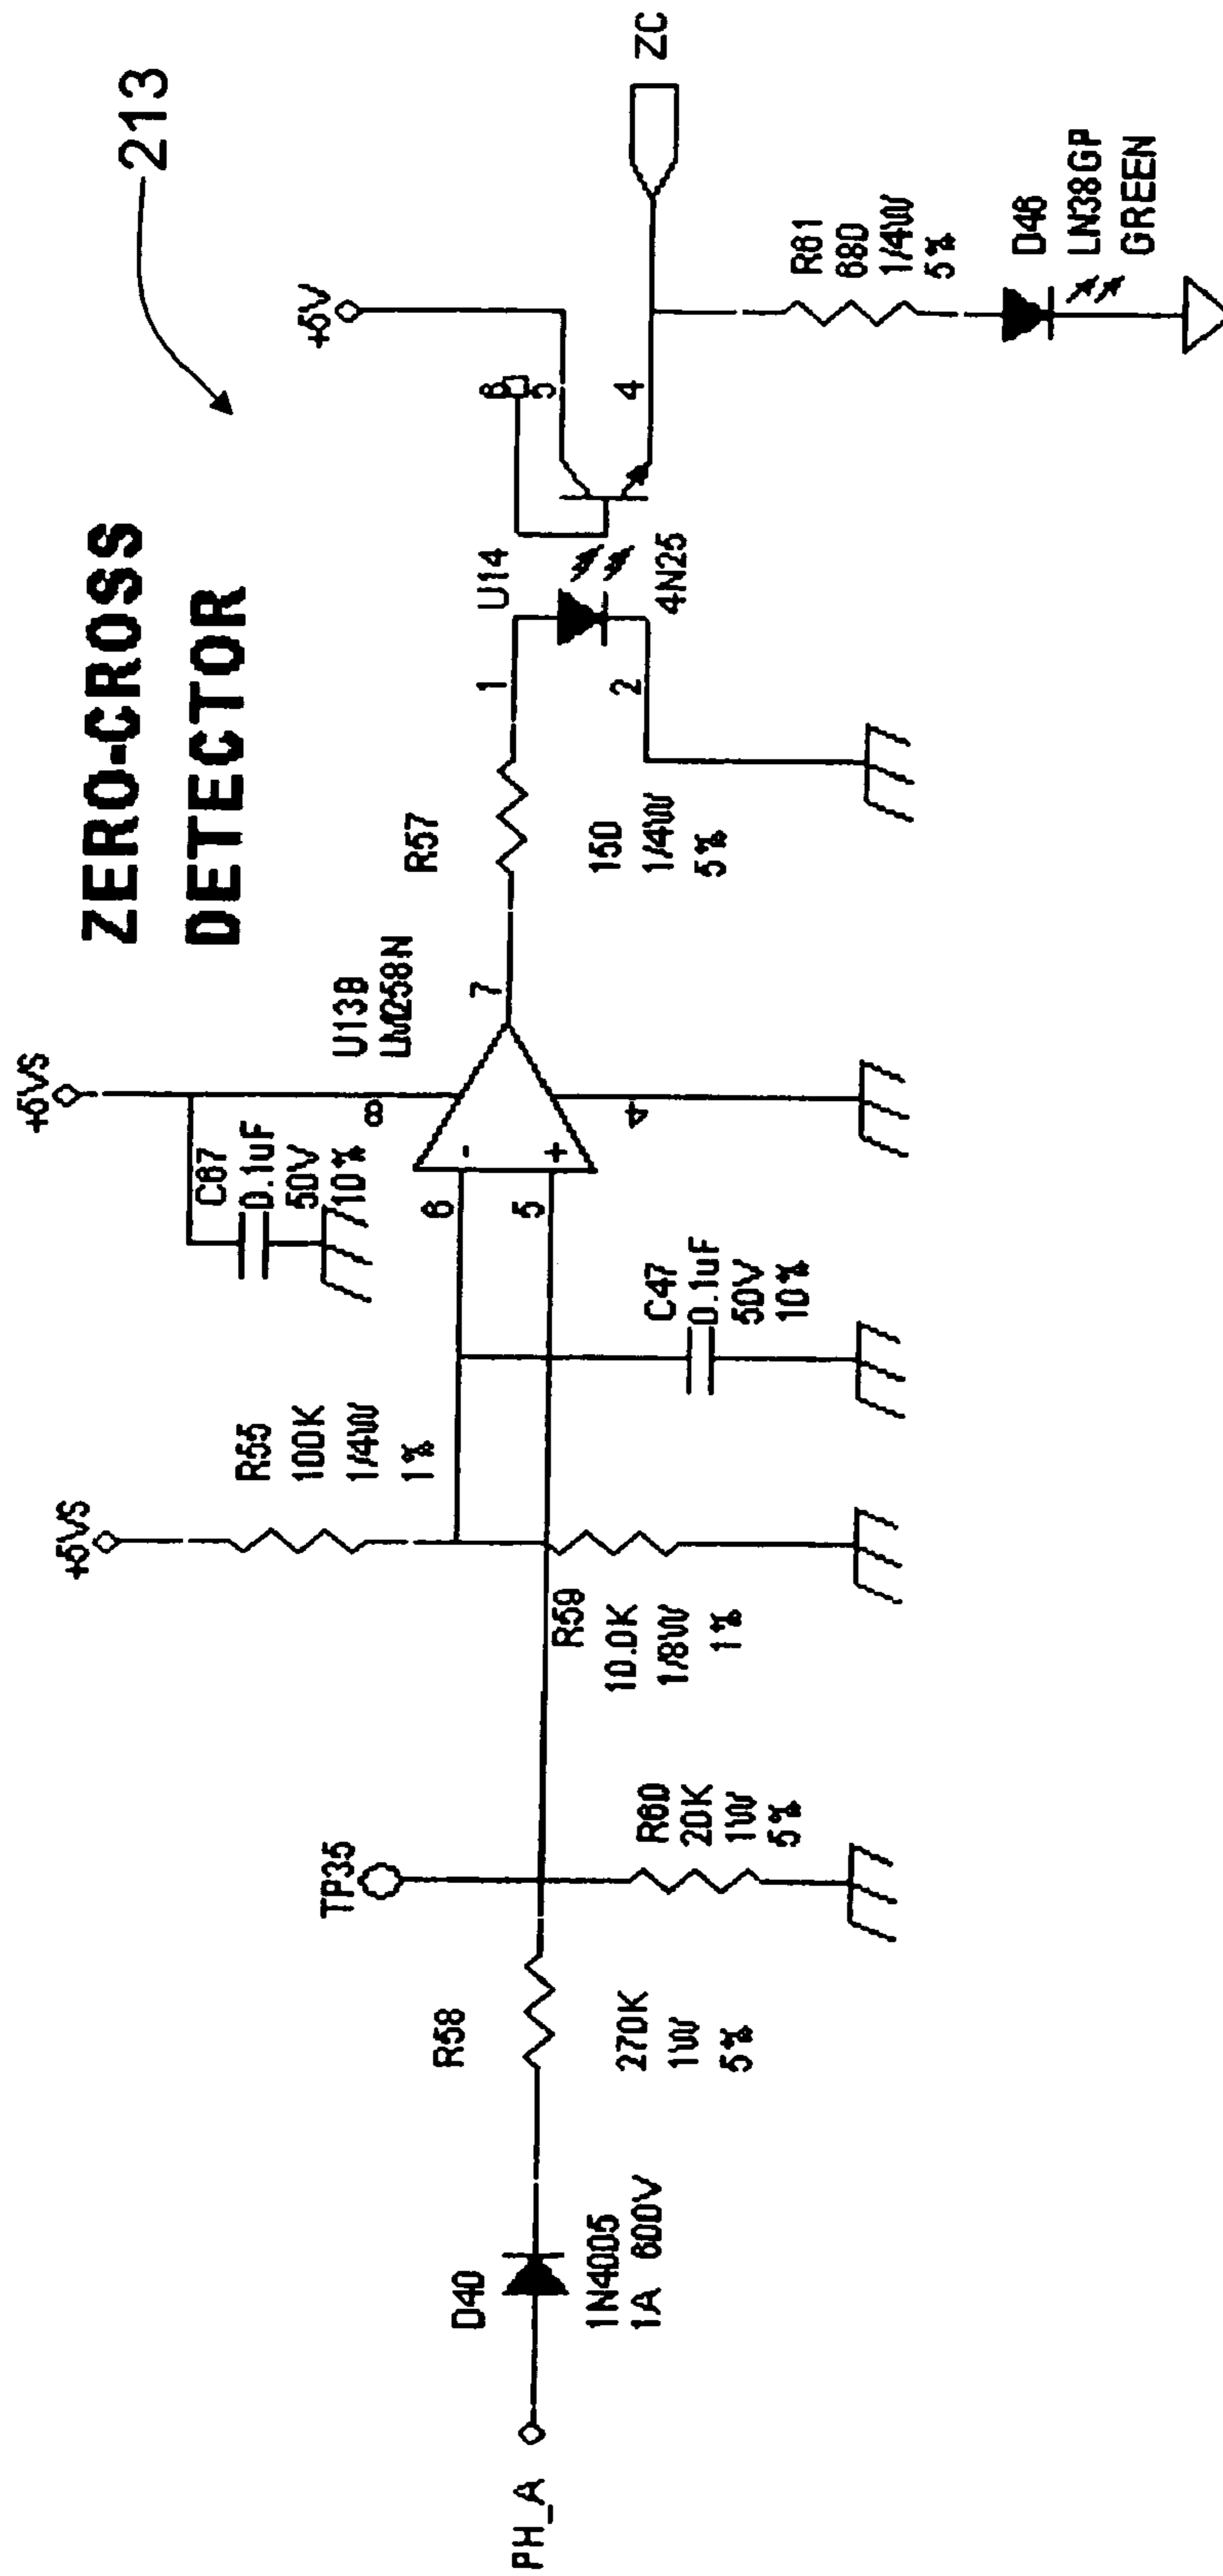 ZERO-CROSS
DETECTOR
213
PH_A
D40
1N4005
1A 600V
R58
270K
1W
5%
TP35
R60
20K
1W
5%
+5VS
R55
100K
1/4W
1%
R59
10.0K
1/8W
1%
C47
0.1uF
50V
10%
+5VS
C67
0.1uF
50V
10%
U13B
LM258N
8
6
-
5
+
7
4
R57
150
1/4W
5%
U14
1
2
4N25
6
5
4
+5V
ZC
R61
680
1/4W
5%
D46
LN38GP
GREEN